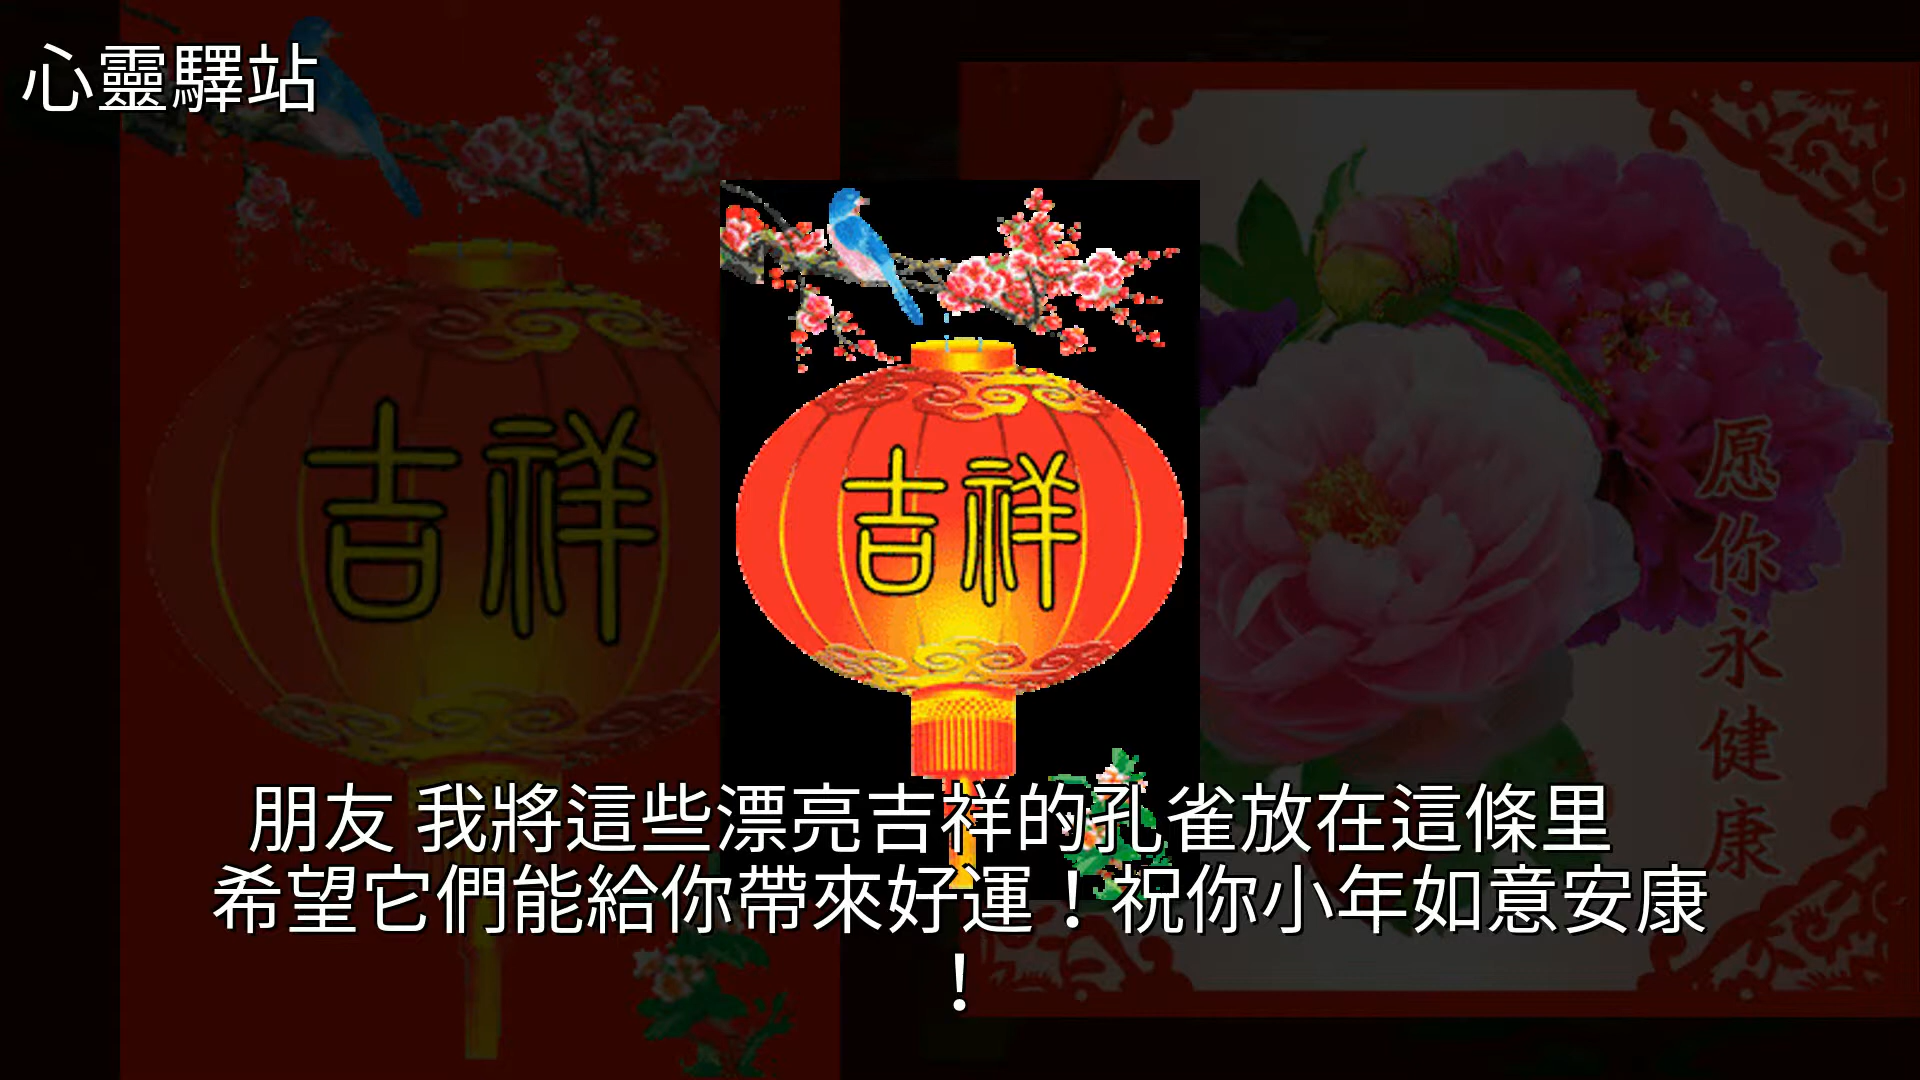 心靈驛站
吉祥
吉祥
愿你永健康
朋友 我將這些漂亮吉祥的孔雀放在這條里
希望它們能給你帶來好運！祝你小年如意安康
！